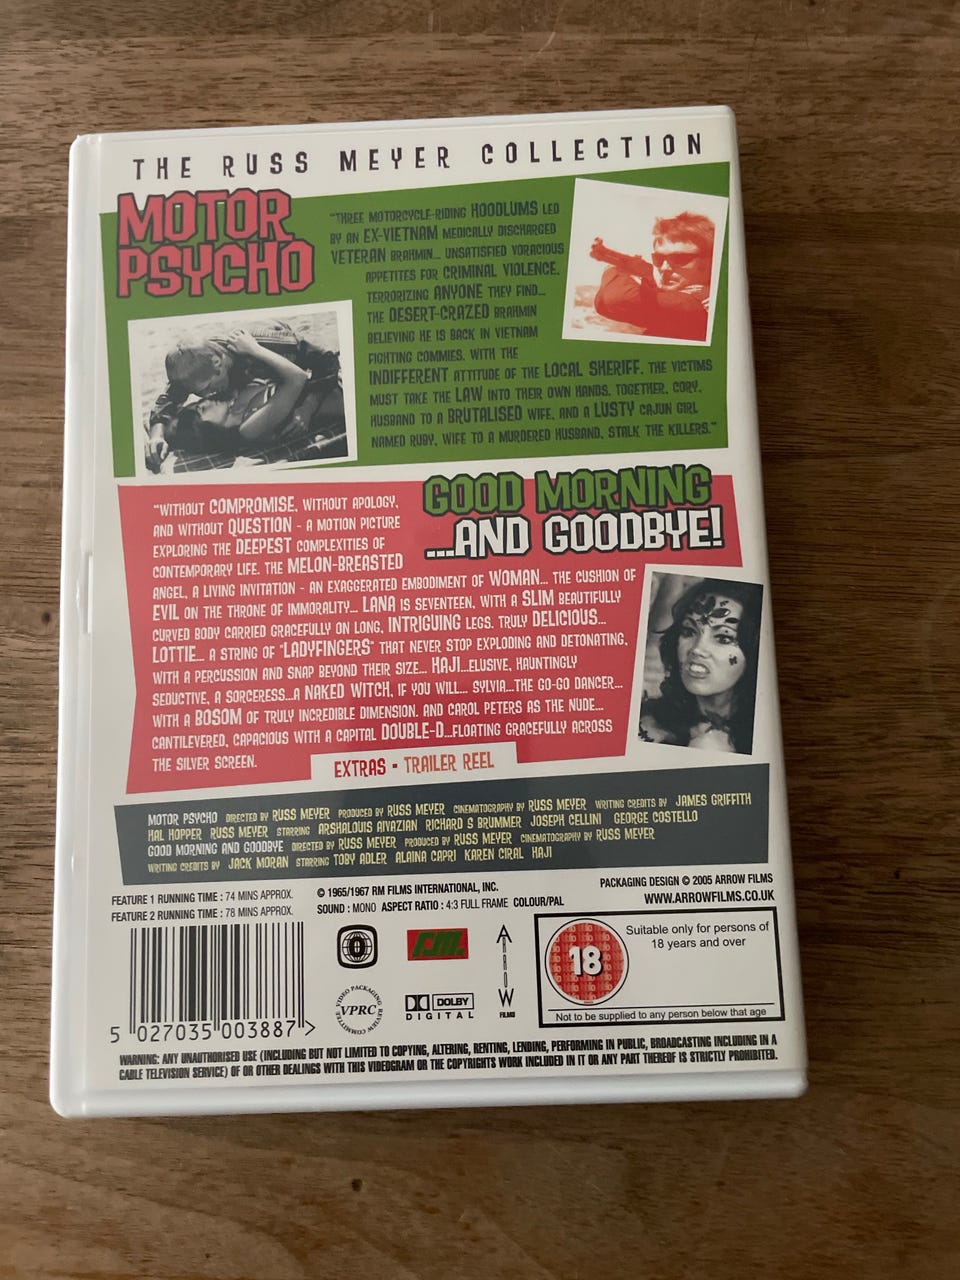 THE RUSS MEYER COLLECTION
MOTOR
PSYCHO
"THREE MOTORCYCLE-RIDING HOODLUMS LED
BY AN EX-VIETNAM MEDICALLY DISCHARGED
VETERAN BRAHMIN... UNSATISFIED VORACIOUS
APPETITES FOR CRIMINAL VIOLENCE,
TERRORIZING ANYONE THEY FIND...
THE DESERT-CRAZED BRAHMIN
BELIEVING HE IS BACK IN VIETNAM
FIGHTING COMMIES. WITH THE
INDIFFERENT ATTITUDE OF THE LOCAL SHERIFF, THE VICTIMS
MUST TAKE THE LAW INTO THEIR OWN HANDS. TOGETHER, CORY,
HUSBAND TO A BRUTALISED WIFE, AND A LUSTY CAJUN GIRL
NAMED RUBY, WIFE TO A MURDERED HUSBAND, STALK THE KILLERS."
GOOD MORNING
...AND GOODBYE!
"WITHOUT COMPROMISE, WITHOUT APOLOGY,
AND WITHOUT QUESTION - A MOTION PICTURE
EXPLORING THE DEEPEST COMPLEXITIES OF
CONTEMPORARY LIFE. THE MELON-BREASTED
ANGEL, A LIVING INVITATION - AN EXAGGERATED EMBODIMENT OF WOMAN... THE CUSHION OF
EVIL ON THE THRONE OF IMMORALITY... LANA IS SEVENTEEN, WITH A SLIM BEAUTIFULLY
CURVED BODY CARRIED GRACEFULLY ON LONG, INTRIGUING LEGS. TRULY DELICIOUS...
LOTTIE... A STRING OF "LADYFINGERS" THAT NEVER STOP EXPLODING AND DETONATING,
WITH A PERCUSSION AND SNAP BEYOND THEIR SIZE... HAJI...ELUSIVE, HAUNTINGLY
SEDUCTIVE, A SORCERESS...A NAKED WITCH, IF YOU WILL... SYLVIA...THE GO-GO DANCER...
WITH A BOSOM OF TRULY INCREDIBLE DIMENSION. AND CAROL PETERS AS THE NUDE...
CANTILEVERED, CAPACIOUS WITH A CAPITAL DOUBLE-D...FLOATING GRACEFULLY ACROSS
THE SILVER SCREEN.
EXTRAS - TRAILER REEL
MOTOR PSYCHO DIRECTED BY RUSS MEYER PRODUCED BY RUSS MEYER CINEMATOGRAPHY BY RUSS MEYER WRITING CREDITS BY JAMES GRIFFITH
HAL HOPPER RUSS MEYER STARRING ARSHALOUIS AIVAZIAN RICHARD S BRUMMER JOSEPH CELLINI GEORGE COSTELLO
GOOD MORNING AND GOODBYE DIRECTED BY RUSS MEYER PRODUCED BY RUSS MEYER CINEMATOGRAPHY BY RUSS MEYER
WRITING CREDITS BY JACK MORAN STARRING TOBY ADLER ALAINA CAPRI KAREN CIRAL HAJI
FEATURE 1 RUNNING TIME : 74 MINS APPROX.
FEATURE 2 RUNNING TIME : 78 MINS APPROX.
© 1965/1967 RM FILMS INTERNATIONAL, INC.
SOUND : MONO ASPECT RATIO : 4:3 FULL FRAME COLOUR/PAL
PACKAGING DESIGN © 2005 ARROW FILMS
WWW.ARROWFILMS.CO.UK
5 027035 003887 >
0
r.m.
ARROW
FILMS
VIDEO PACKAGING REVIEW COMMITTEE
VPRC
DOLBY
DIGITAL
18
Suitable only for persons of
18 years and over
Not to be supplied to any person below that age
WARNING: ANY UNAUTHORISED USE (INCLUDING BUT NOT LIMITED TO COPYING, ALTERING, RENTING, LENDING, PERFORMING IN PUBLIC, BROADCASTING INCLUDING IN A
CABLE TELEVISION SERVICE) OF OR OTHER DEALINGS WITH THIS VIDEOGRAM OR THE COPYRIGHTS WORK INCLUDED IN IT OR ANY PART THEREOF IS STRICTLY PROHIBITED.